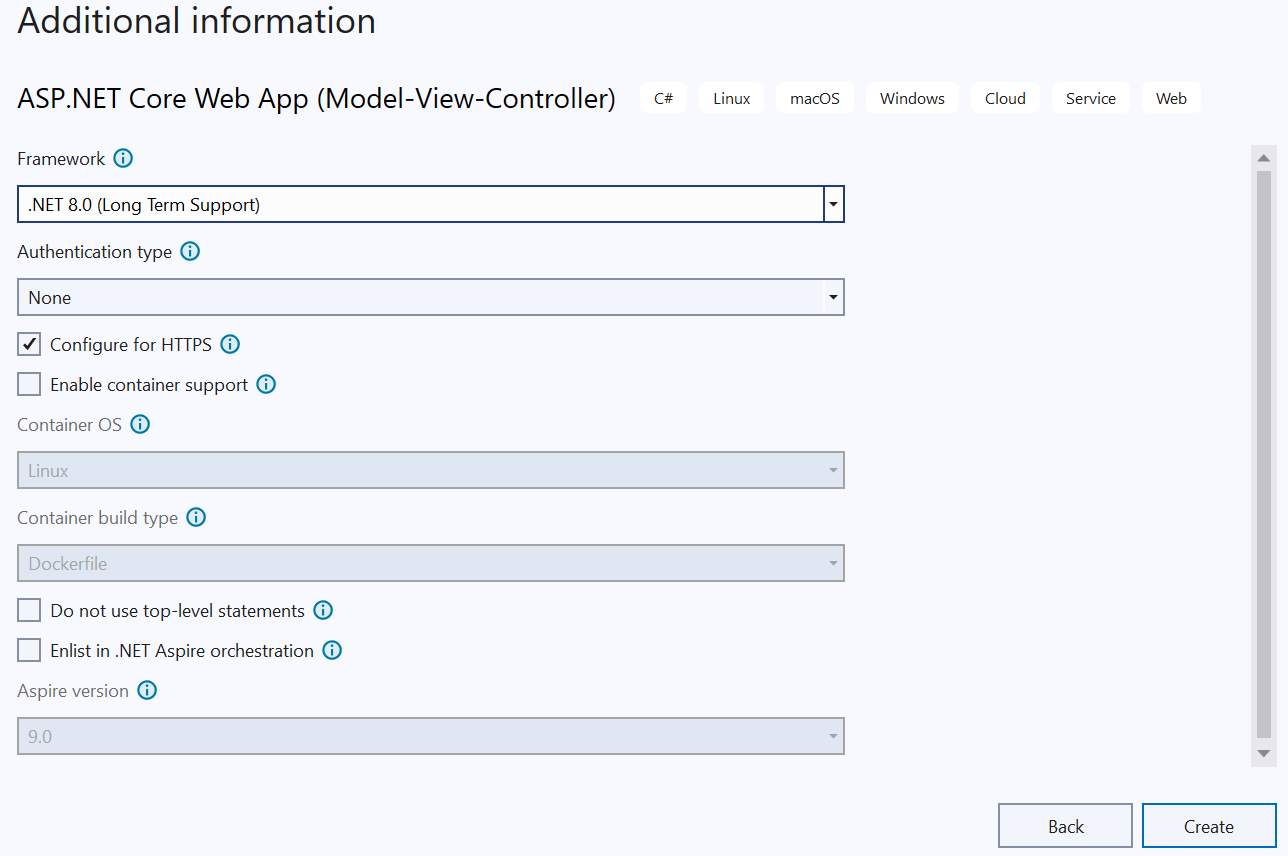 Additional information
ASP.NET Core Web App (Model-View-Controller) C# Linux macOS Windows Cloud Service Web
Framework
.NET 8.0 (Long Term Support)
Authentication type
None
Configure for HTTPS
Enable container support
Container OS
Linux
Container build type
Dockerfile
Do not use top-level statements
Enlist in .NET Aspire orchestration
Aspire version
9.0
Back Create